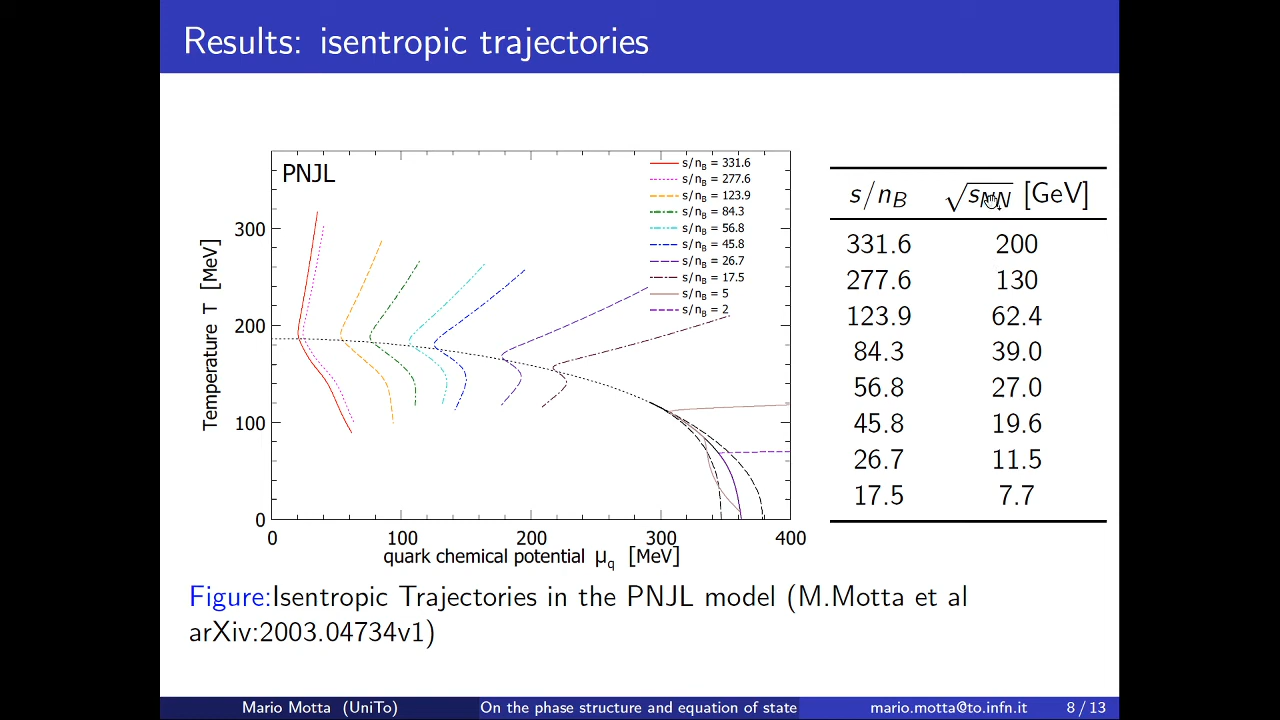 Results: isentropic trajectories
PNJL
s/n_B = 331.6
s/n_B = 277.6
s/n_B = 123.9
s/n_B = 84.3
s/n_B = 56.8
s/n_B = 45.8
s/n_B = 26.7
s/n_B = 17.5
s/n_B = 5
s/n_B = 2
300
200
100
0
Temperature T [MeV]
0 100 200 300 400
quark chemical potential μ_q [MeV]
s/n_B √s_NN [GeV]
331.6 200
277.6 130
123.9 62.4
84.3 39.0
56.8 27.0
45.8 19.6
26.7 11.5
17.5 7.7
Figure:Isentropic Trajectories in the PNJL model (M.Motta et al
arXiv:2003.04734v1)
Mario Motta (UniTo) On the phase structure and equation of state mario.motta@to.infn.it 8 / 13